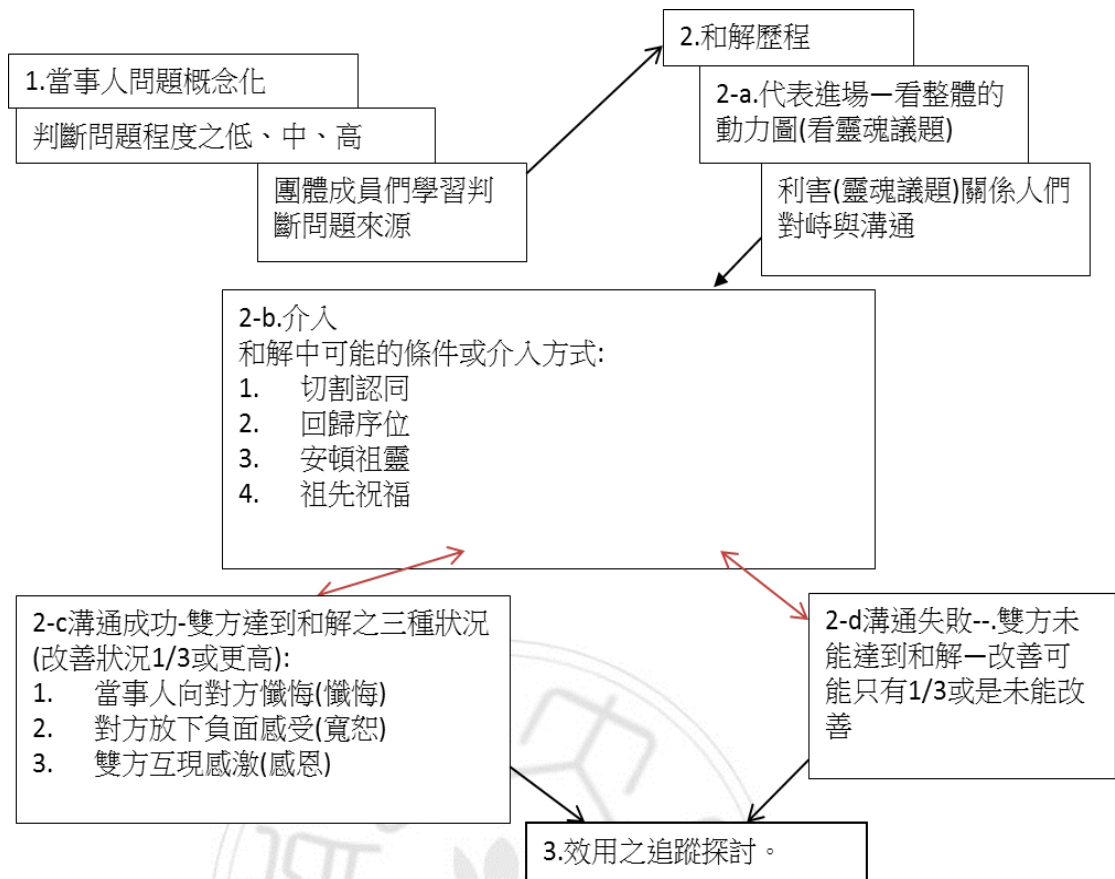 1.當事人問題概念化
判斷問題程度之低、中、高
團體成員們學習判
斷問題來源
2.和解歷程
2-a.代表進場—看整體的
動力圖(看靈魂議題)
利害(靈魂議題)關係人們
對峙與溝通
2-b.介入
和解中可能的條件或介入方式:
1. 切割認同
2. 回歸序位
3. 安頓祖靈
4. 祖先祝福
2-c溝通成功-雙方達到和解之三種狀況
(改善狀況1/3或更高):
1. 當事人向對方懺悔(懺悔)
2. 對方放下負面感受(寬恕)
3. 雙方互現感激(感恩)
2-d溝通失敗--.雙方未
能達到和解—改善可
能只有1/3或是未能改
善
3.效用之追蹤探討。